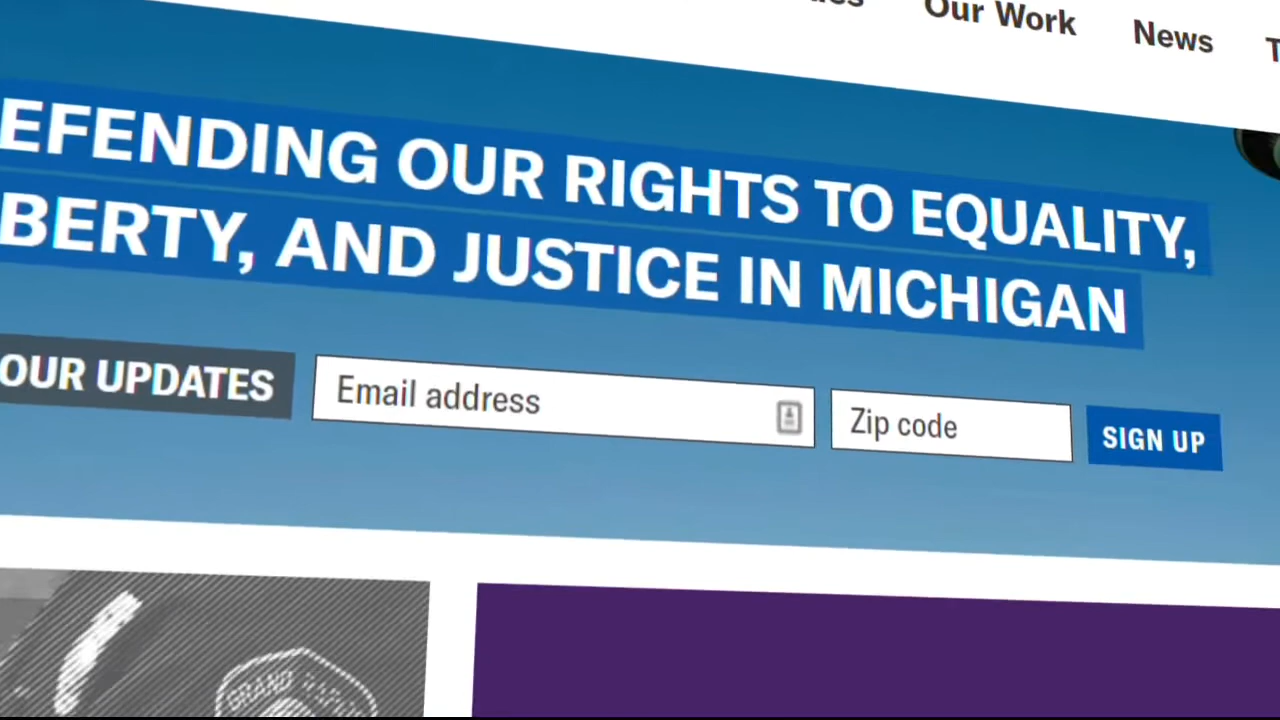 Our Work
News
EFENDING OUR RIGHTS TO EQUALITY,
BERTY, AND JUSTICE IN MICHIGAN
OUR UPDATES
Email address
Zip code
SIGN UP
GRAND